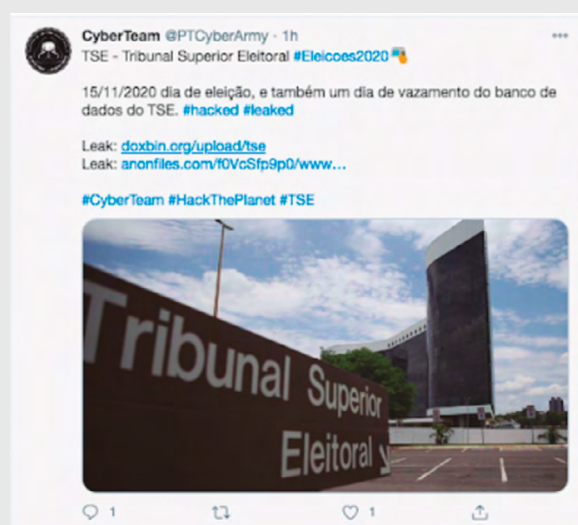 CyberTeam @PTCyberArmy · 1h
TSE - Tribunal Superior Eleitoral #Eleicoes2020
15/11/2020 dia de eleição, e também um dia de vazamento do banco de
dados do TSE. #hacked #leaked
Leak: doxbin.org/upload/tse
Leak: anonfiles.com/f0VcSfp9p0/www...
#CyberTeam #HackThePlanet #TSE
Tribunal Superior
Eleitoral
1
1